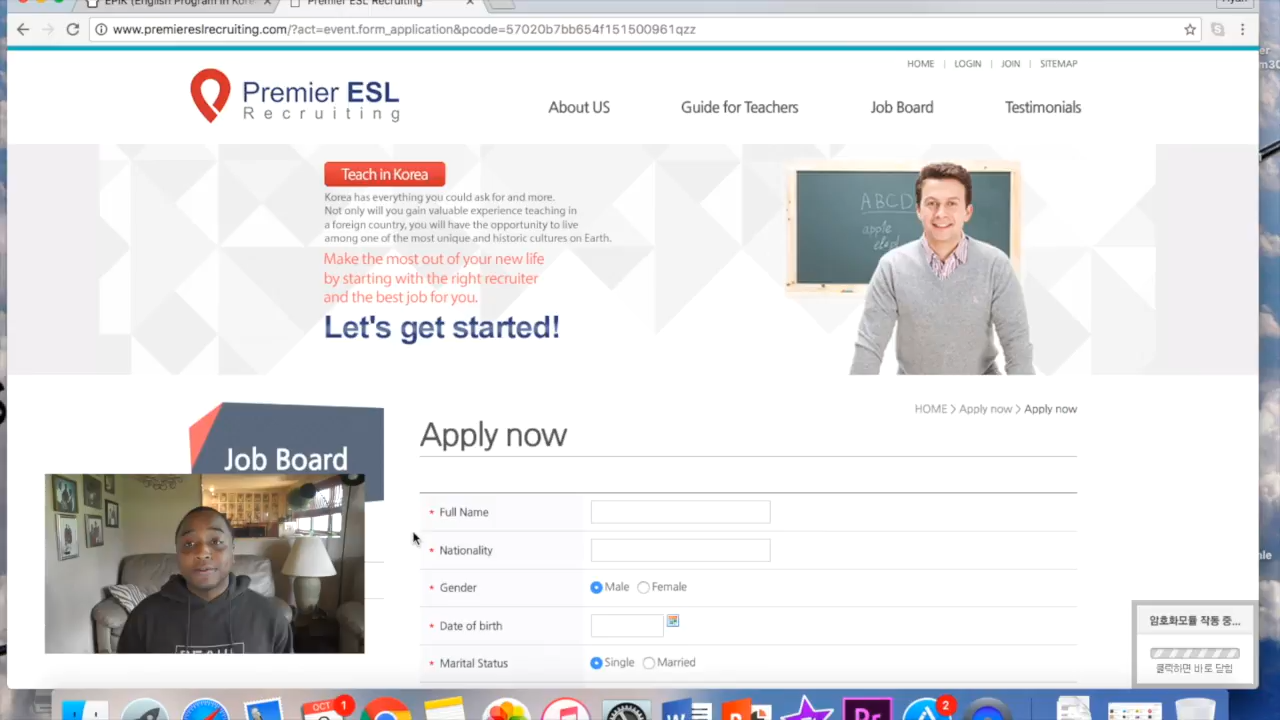 EPIK (English Program in Kore
Premier ESL Recruiting
www.premiereslrecruiting.com/?act=event.form_application&pcode=57020b7bb654f151500961qzz
HOME | LOGIN | JOIN | SITEMAP
Premier ESL
Recruiting
About US
Guide for Teachers
Job Board
Testimonials
Teach in Korea
Korea has everything you could ask for and more.
Not only will you gain valuable experience teaching in
a foreign country, you will have the opportunity to live
among one of the most unique and historic cultures on Earth.
Make the most out of your new life
by starting with the right recruiter
and the best job for you.
Let's get started!
ABCD
apple
HOME > Apply now > Apply now
Job Board
Apply now
* Full Name
* Nationality
* Gender Male Female
* Date of birth
* Marital Status Single Married
암호화모듈 작동 중...
클릭하면 바로 닫힘
OCT 1
2
W
P
Pr